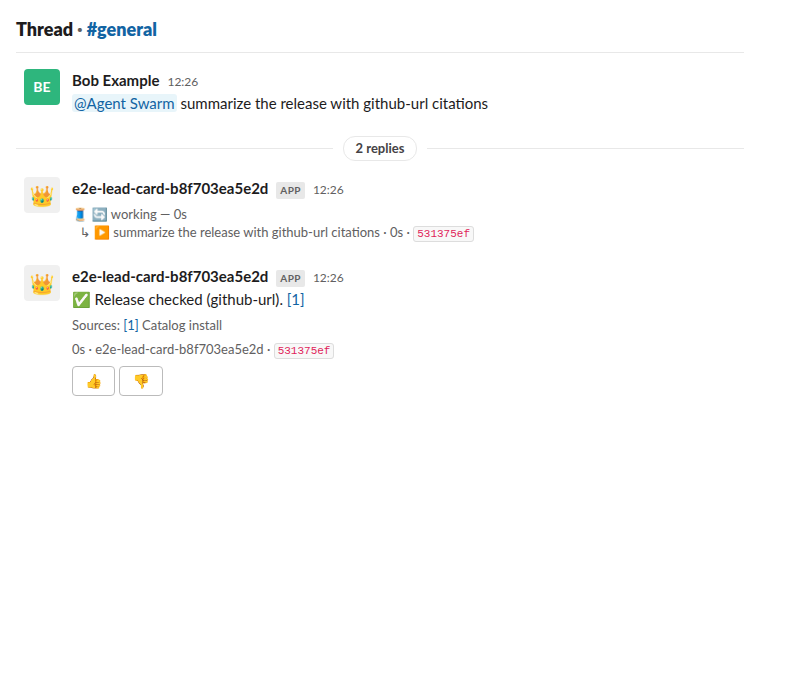 Thread • #general
BE
Bob Example 12:26
@Agent Swarm summarize the release with github-url citations
2 replies
e2e-lead-card-b8f703ea5e2d APP 12:26
🧵 🔄 working — 0s
↳ ▶️ summarize the release with github-url citations · 0s · 531375ef
e2e-lead-card-b8f703ea5e2d APP 12:26
✅ Release checked (github-url). [1]
Sources: [1] Catalog install
0s · e2e-lead-card-b8f703ea5e2d · 531375ef
👍 👎